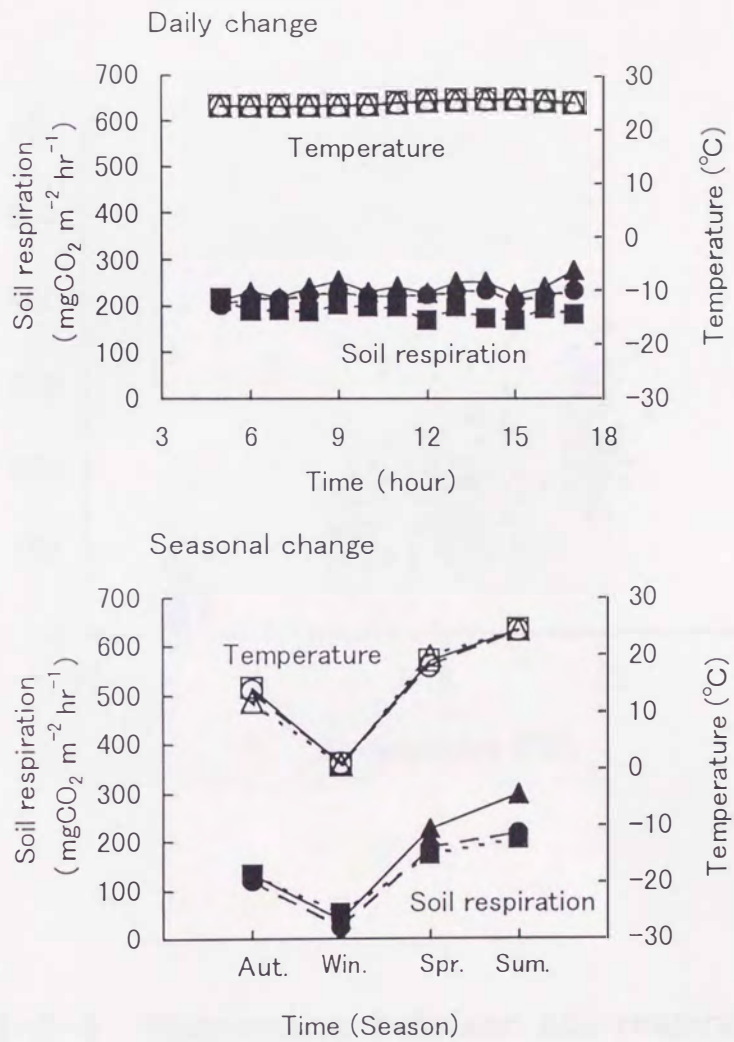 Daily change
700
600
500
400
300
200
100
0
Soil respiration
(mgCO₂ m⁻² hr⁻¹)
30
20
10
0
−10
−20
−30
Temperature (℃)
Temperature
Soil respiration
3
6
9
12
15
18
Time (hour)
Seasonal change
700
600
500
400
300
200
100
0
Soil respiration
(mgCO₂ m⁻² hr⁻¹)
30
20
10
0
−10
−20
−30
Temperature (℃)
Temperature
Soil respiration
Aut.
Win.
Spr.
Sum.
Time (Season)